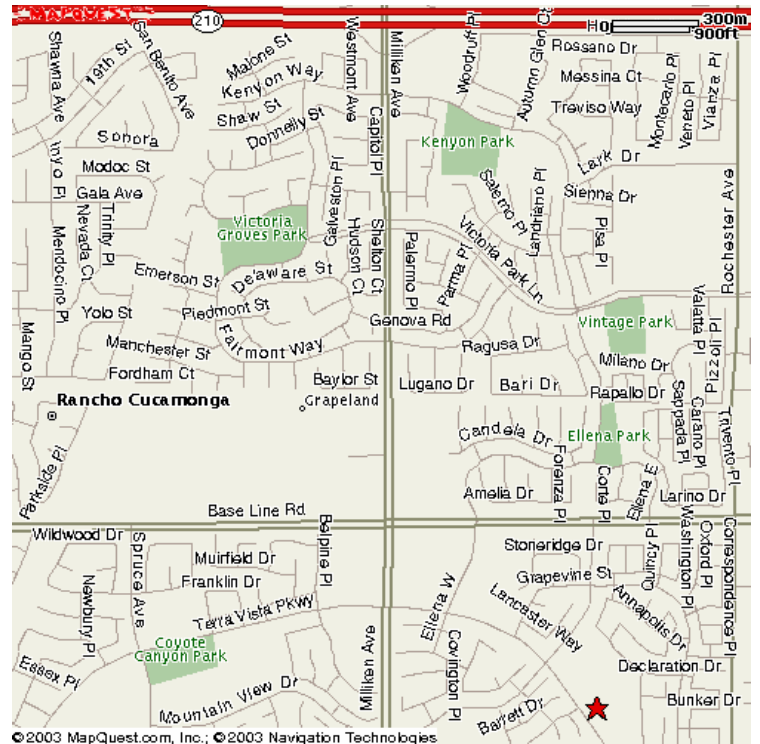 MAPQUEST
210
0
300m
900ft
Shawna Ave
19th St
San Benito Ave
Malone St
Kenyon Way
Shaw St
Donnelly St
Westmont Ave
Capitol Pl
Milliken Ave
Woodruff Pl
Autumn Glen Ct
Rossano Dr
Messina Ct
Treviso Way
Montecarlo Pl
Veneto Pl
Vianza Pl
Kenyon Park
Lark Dr
Sonora
Inyo Pl
Modoc St
Gala Ave
Trinity Pl
Nevada Ct
Mendocino Pl
Victoria
Groves Park
Galveston Pl
Hudson Ct
Shelton Ct
Salerno Pl
Landriano Pl
Sienna Dr
Pisa Pl
Rochester Ave
Victoria Park Ln
Palermo Pl
Parma Pl
Emerson St
Delaware St
Piedmont St
Yolo St
Manchester St
Fairmont Way
Fordham Ct
Genova Rd
Ragusa Dr
Vintage Park
Milano Dr
Valatta Pl
Pizzoli Pl
Mango St
Baylor St
Grapeland
Lugano Dr
Bari Dr
Rapallo Dr
Sappada Pl
Carano Pl
Trivento Pl
Rancho Cucamonga
Parkside Pl
Candela Dr
Ellena Park
Forenza Pl
Corte Pl
Ellena E
Amelia Dr
Larino Dr
Base Line Rd
Wildwood Dr
Spruce Ave
Muirfield Dr
Franklin Dr
Belpine Pl
Terra Vista Pkwy
Newbury Pl
Essex Pl
Coyote
Canyon Park
Mountain View Dr
Milliken Ave
Ellena W
Covington Pl
Stoneridge Dr
Grapevine St
Lancaster Way
Quincy Pl
Washington Pl
Oxford Pl
Correspondence Pl
Annapolis Dr
Declaration Dr
Bunker Dr
Barrett Dr
©2003 MapQuest.com, Inc.; ©2003 Navigation Technologies